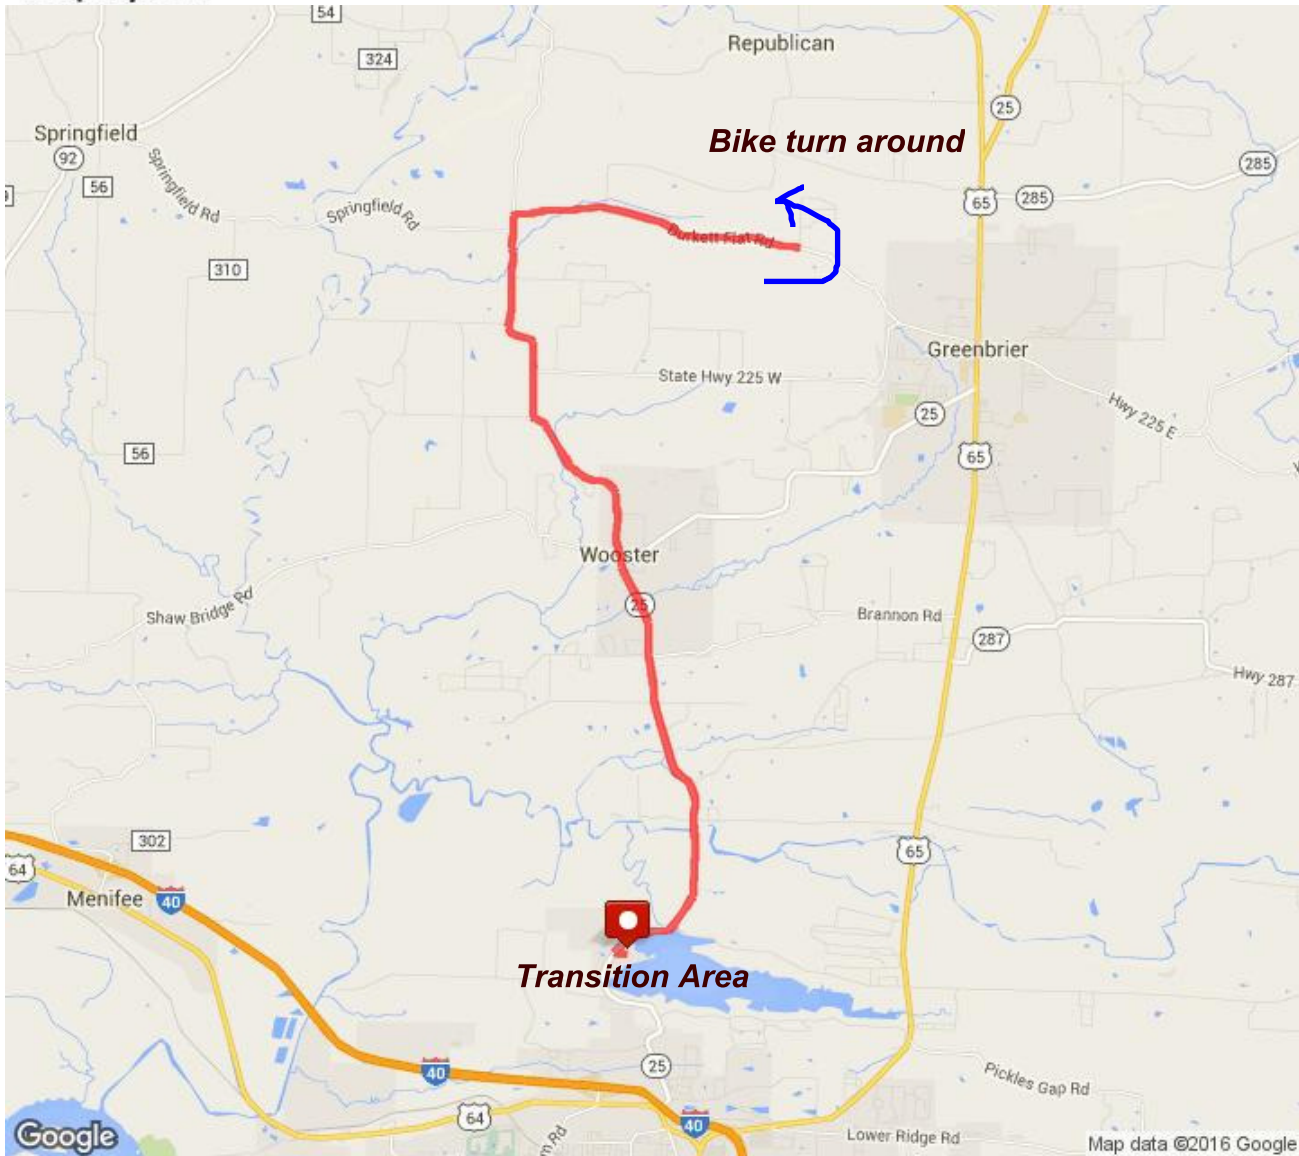 54
Republican
324
25
Springfield
Bike turn around
92
285
56
Springfield Rd
Springfield Rd
65
285
Burkett Flat Rd
310
Greenbrier
State Hwy 225 W
25
Hwy 225 E
56
65
Wooster
Shaw Bridge Rd
25
Brannon Rd
287
Hwy 287
302
65
64
Menifee
40
Transition Area
25
40
Pickles Gap Rd
64
40
Lower Ridge Rd
Google
Map data ©2016 Google